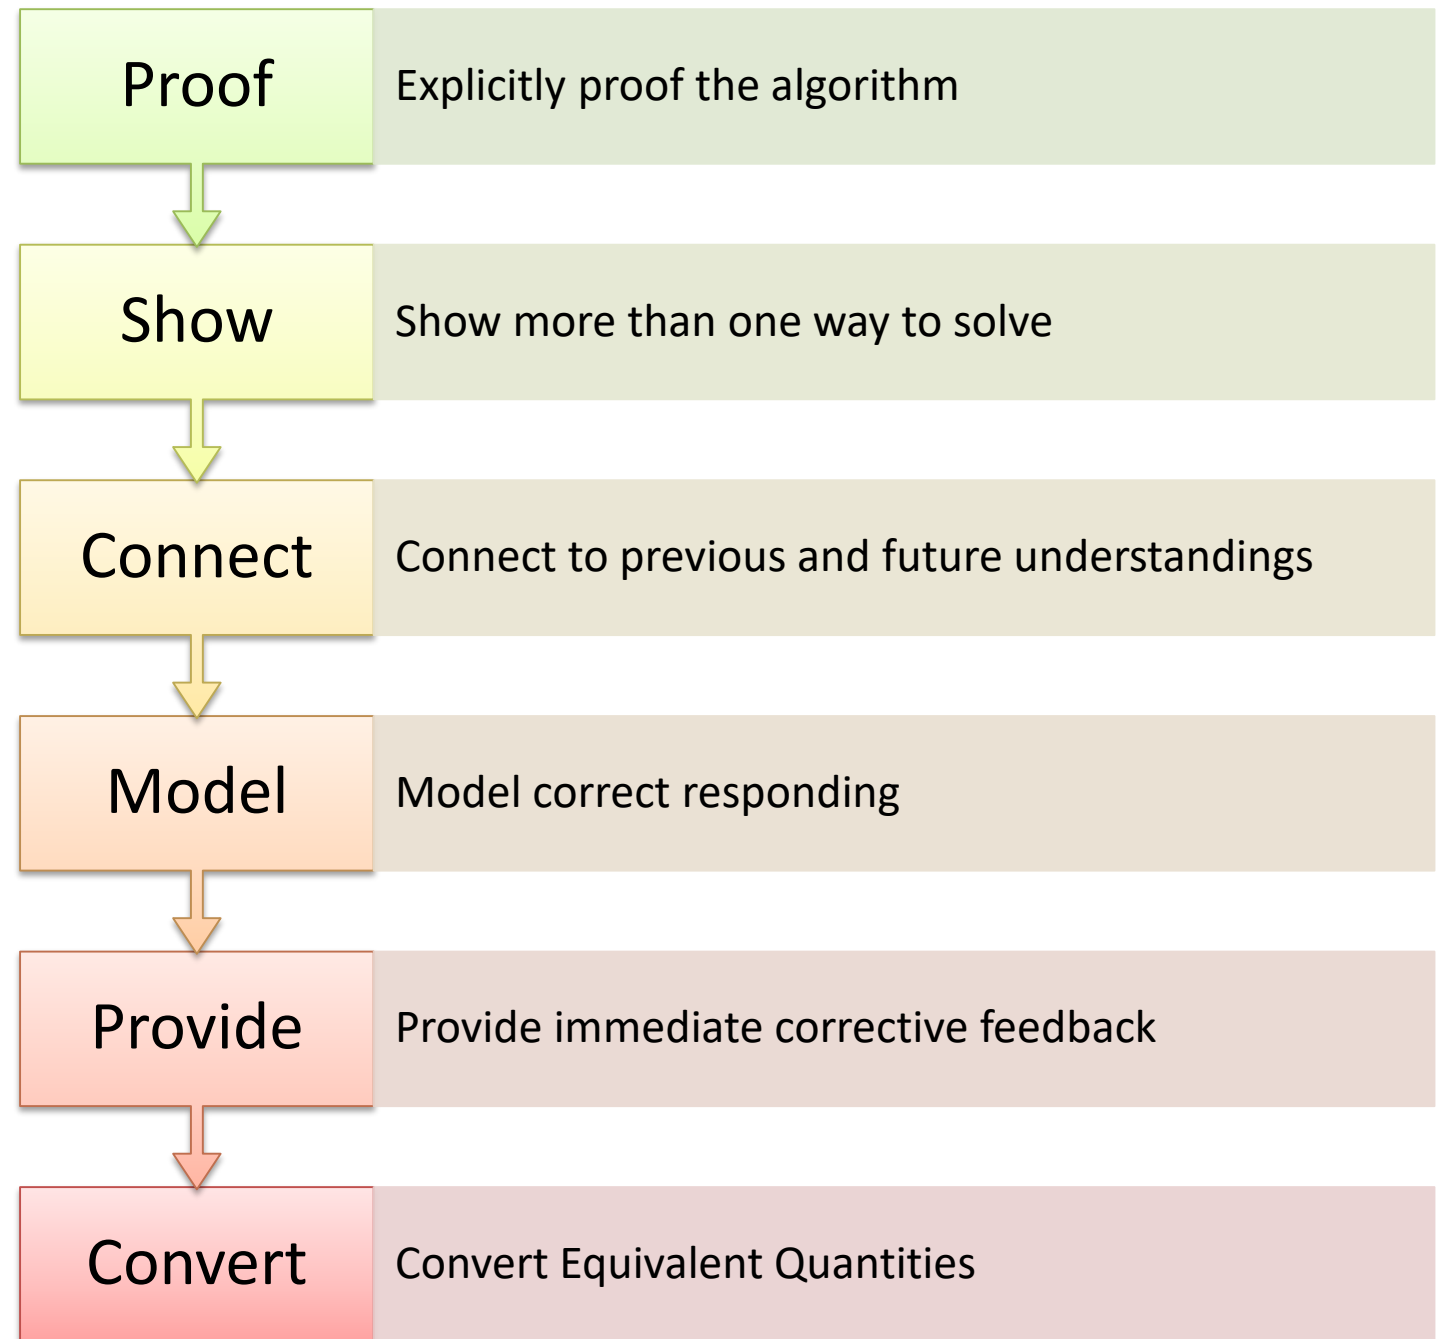 Proof
Explicitly proof the algorithm
Show
Show more than one way to solve
Connect
Connect to previous and future understandings
Model
Model correct responding
Provide
Provide immediate corrective feedback
Convert
Convert Equivalent Quantities